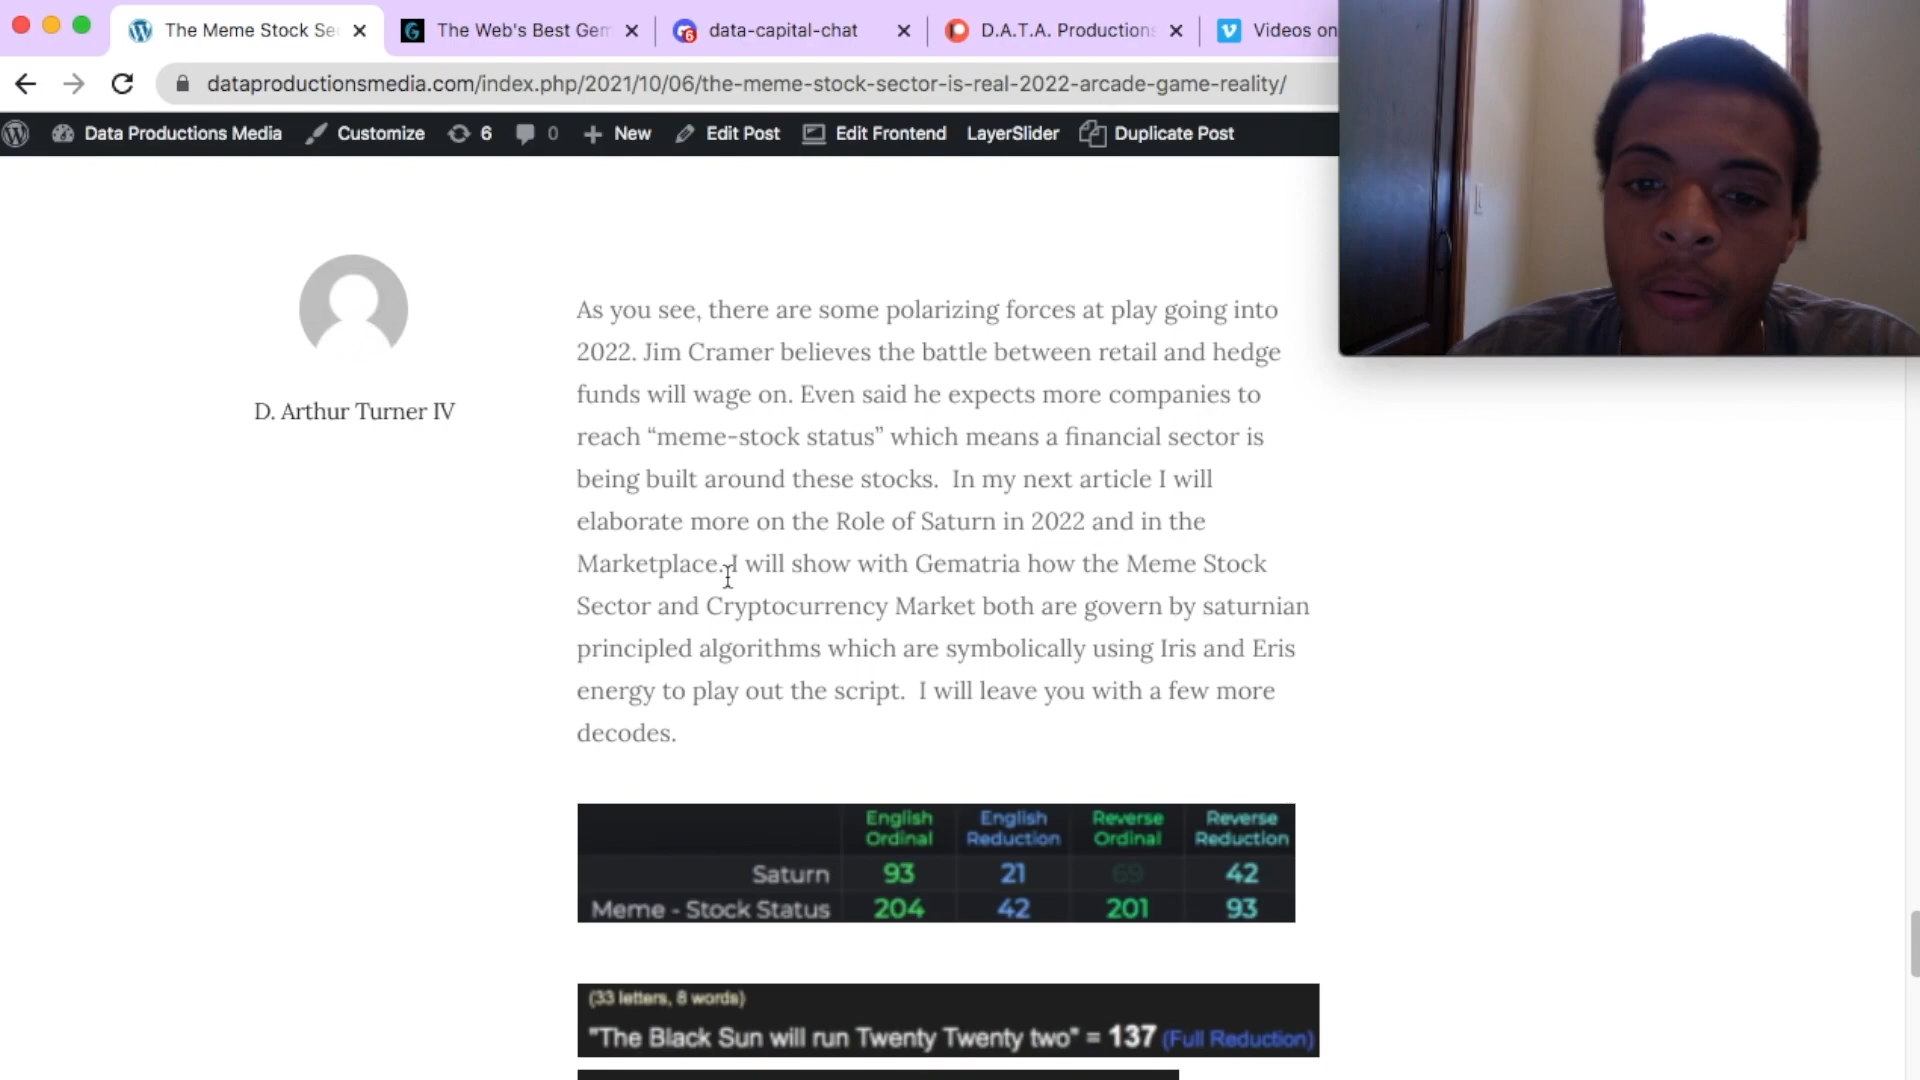 The Meme Stock Se
The Web's Best Gem
data-capital-chat
D.A.T.A. Productions
Videos on
dataproductionsmedia.com/index.php/2021/10/06/the-meme-stock-sector-is-real-2022-arcade-game-reality/
Data Productions Media Customize 6 0 New Edit Post Edit Frontend LayerSlider Duplicate Post
D. Arthur Turner IV
As you see, there are some polarizing forces at play going into
2022. Jim Cramer believes the battle between retail and hedge
funds will wage on. Even said he expects more companies to
reach “meme-stock status” which means a financial sector is
being built around these stocks.  In my next article I will
elaborate more on the Role of Saturn in 2022 and in the
Marketplace. I will show with Gematria how the Meme Stock
Sector and Cryptocurrency Market both are govern by saturnian
principled algorithms which are symbolically using Iris and Eris
energy to play out the script.  I will leave you with a few more
decodes.
English Ordinal English Reduction Reverse Ordinal Reverse Reduction
Saturn 93 21 69 42
Meme - Stock Status 204 42 201 93
(33 letters, 8 words)
"The Black Sun will run Twenty Twenty two" = 137 (Full Reduction)